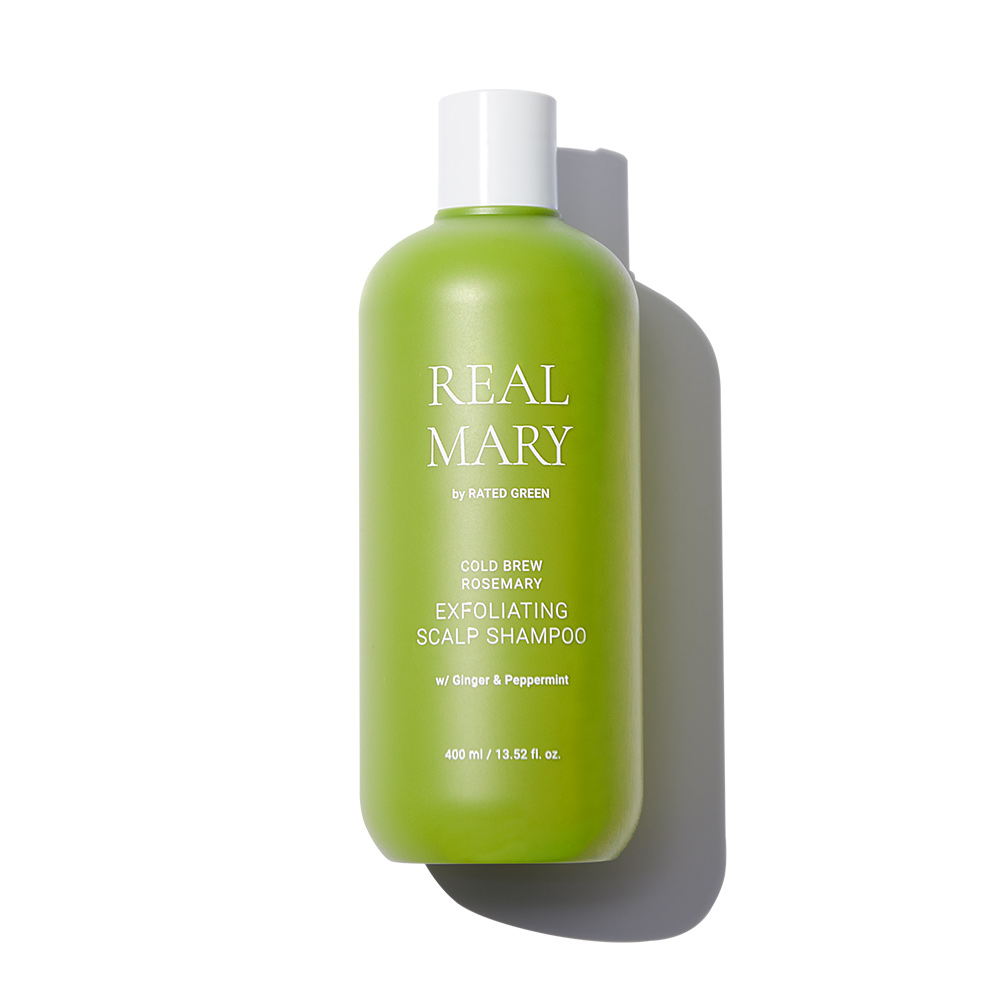 REAL
MARY
by RATED GREEN
COLD BREW
ROSEMARY
EXFOLIATING
SCALP SHAMPOO
w/ Ginger & Peppermint
400 ml / 13.52 fl. oz.